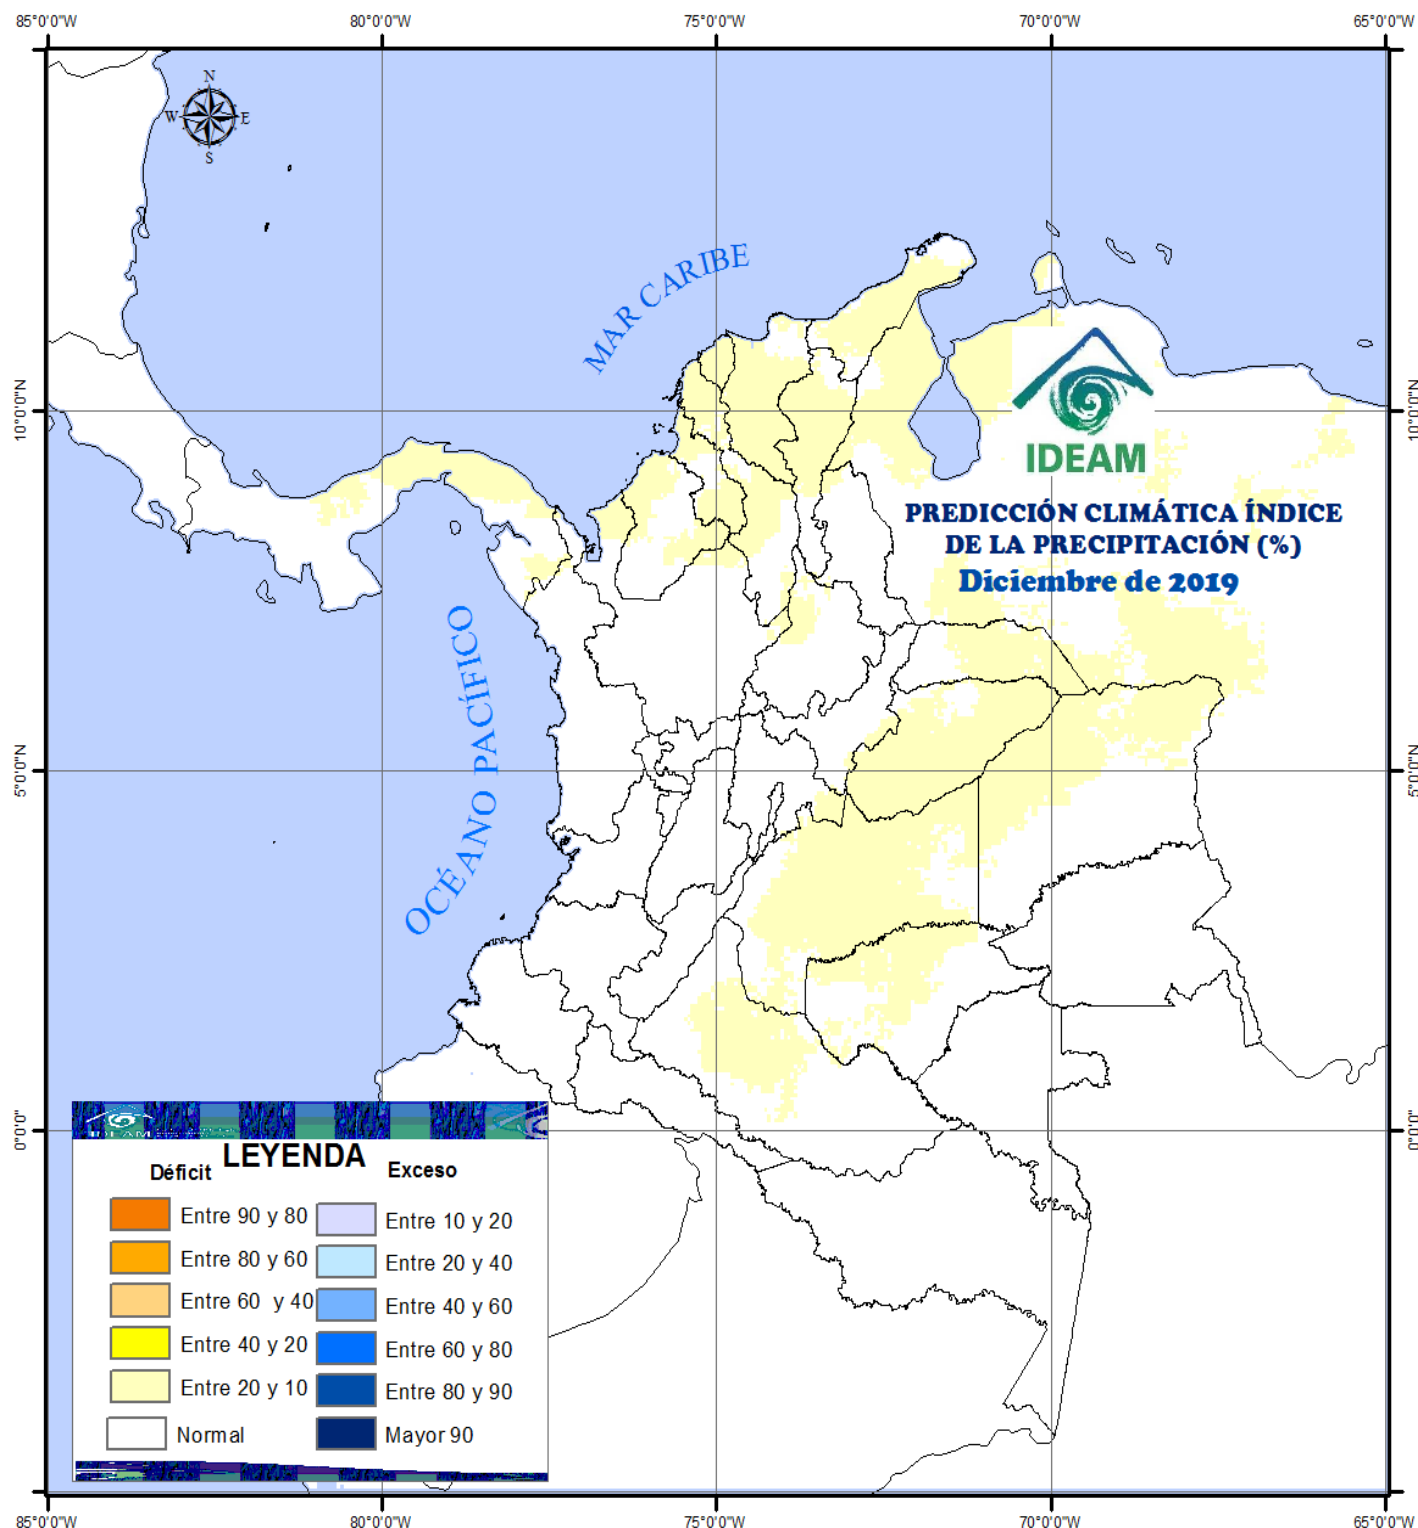 85°0'0"W
80°0'0"W
75°0'0"W
70°0'0"W
65°0'0"W
N
W
E
S
MAR CARIBE
10°0'0"N
10°0'0"N
IDEAM
PREDICCIÓN CLIMÁTICA ÍNDICE
DE LA PRECIPITACIÓN (%)
Diciembre de 2019
OCÉANO PACÍFICO
5°0'0"N
5°0'0"N
0°0'0"
0°0'0"
LEYENDA
Déficit
Exceso
Entre 90 y 80
Entre 10 y 20
Entre 80 y 60
Entre 20 y 40
Entre 60 y 40
Entre 40 y 60
Entre 40 y 20
Entre 60 y 80
Entre 20 y 10
Entre 80 y 90
Normal
Mayor 90
85°0'0"W
80°0'0"W
75°0'0"W
70°0'0"W
65°0'0"W